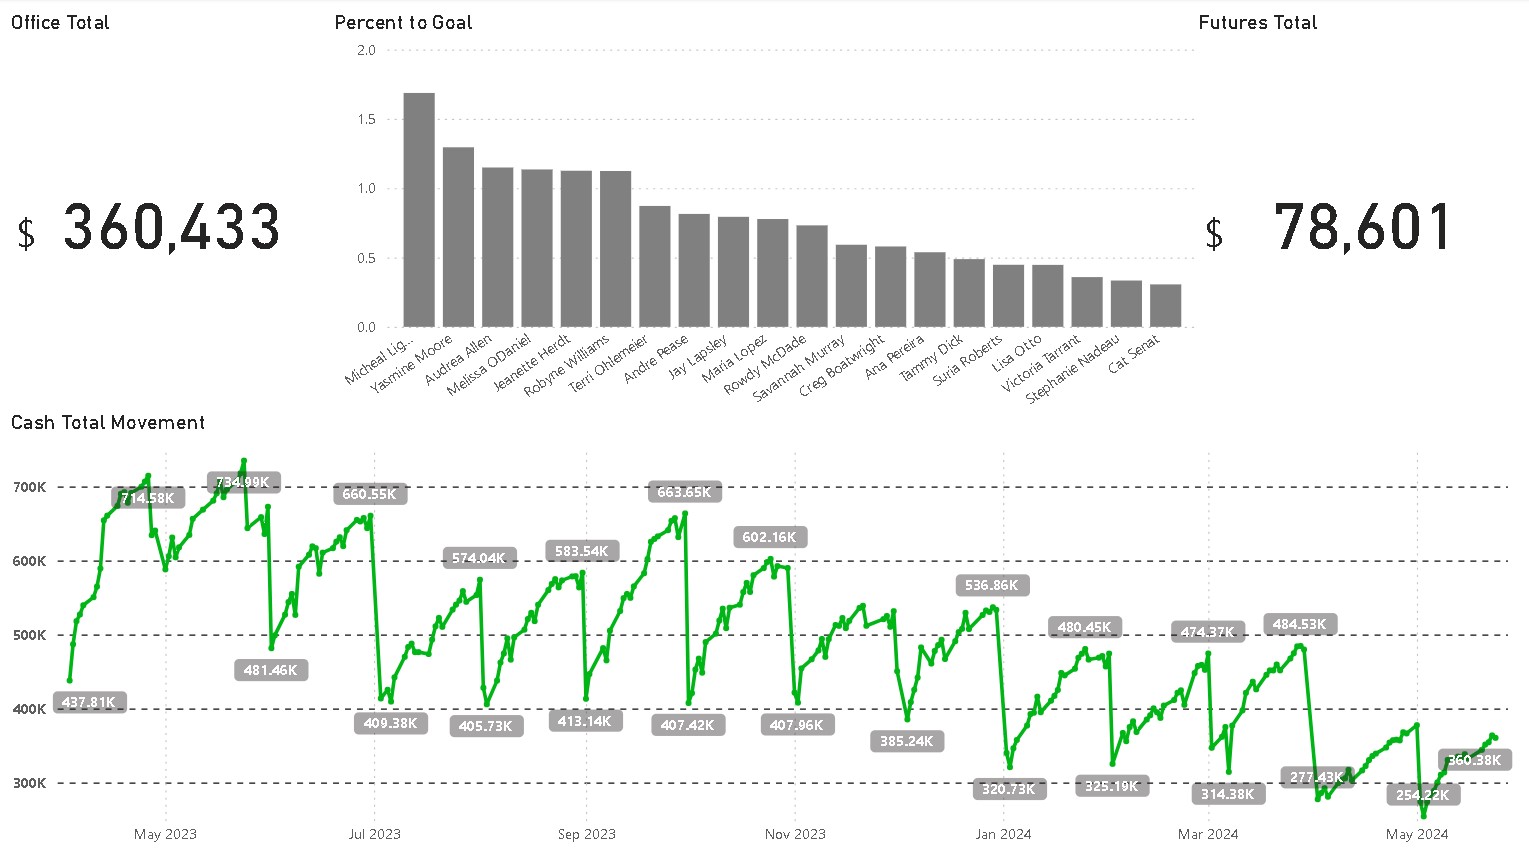 Office Total
$ 360,433
Percent to Goal
2.0
1.5
1.0
0.5
0.0
Micheal Lig...
Yasmine Moore
Audrea Allen
Melissa ODaniel
Jeanette Herdt
Robyne Williams
Terri Ohlemeier
Andre Pease
Jay Lapsley
Maria Lopez
Rowdy McDade
Savannah Murray
Creg Boatwright
Ana Pereira
Tammy Dick
Suria Roberts
Lisa Otto
Victoria Tarrant
Stephanie Nadeau
Cat Senat
Futures Total
$ 78,601
Cash Total Movement
700K
600K
500K
400K
300K
437.81K
714.58K
734.99K
481.46K
660.55K
409.38K
574.04K
405.73K
583.54K
413.14K
663.65K
407.42K
602.16K
407.96K
385.24K
536.86K
320.73K
480.45K
325.19K
474.37K
314.38K
484.53K
277.43K
254.22K
360.38K
May 2023
Jul 2023
Sep 2023
Nov 2023
Jan 2024
Mar 2024
May 2024